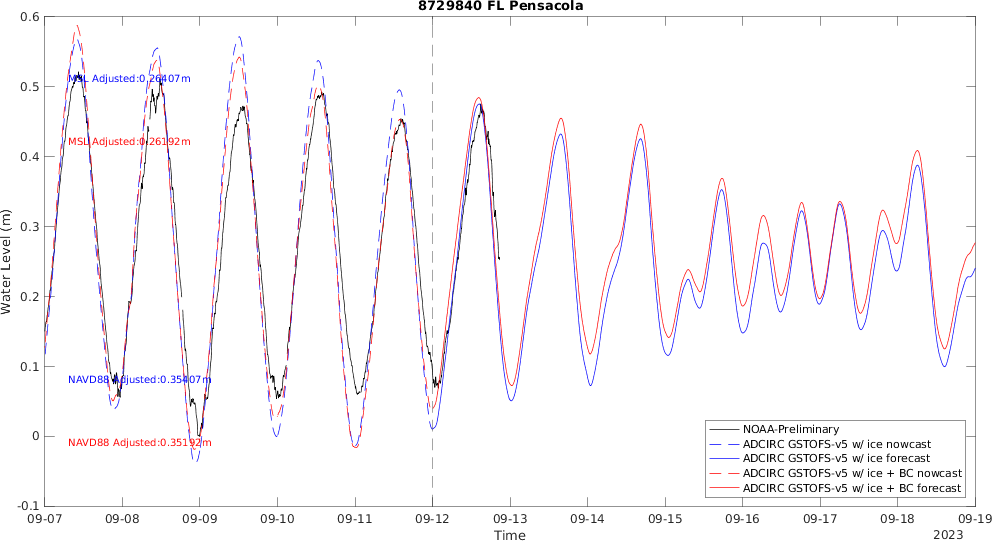 8729840 FL Pensacola
0.6
0.5
0.4
0.3
0.2
0.1
0
-0.1
Water Level (m)
MSL Adjusted:0.26407m
MSL Adjusted:0.26192m
NAVD88 Adjusted:0.35407m
NAVD88 Adjusted:0.35192m
NOAA-Preliminary
ADCIRC GSTOFS-v5 w/ ice nowcast
ADCIRC GSTOFS-v5 w/ ice forecast
ADCIRC GSTOFS-v5 w/ ice + BC nowcast
ADCIRC GSTOFS-v5 w/ ice + BC forecast
09-07 09-08 09-09 09-10 09-11 09-12 09-13 09-14 09-15 09-16 09-17 09-18 09-19
Time
2023